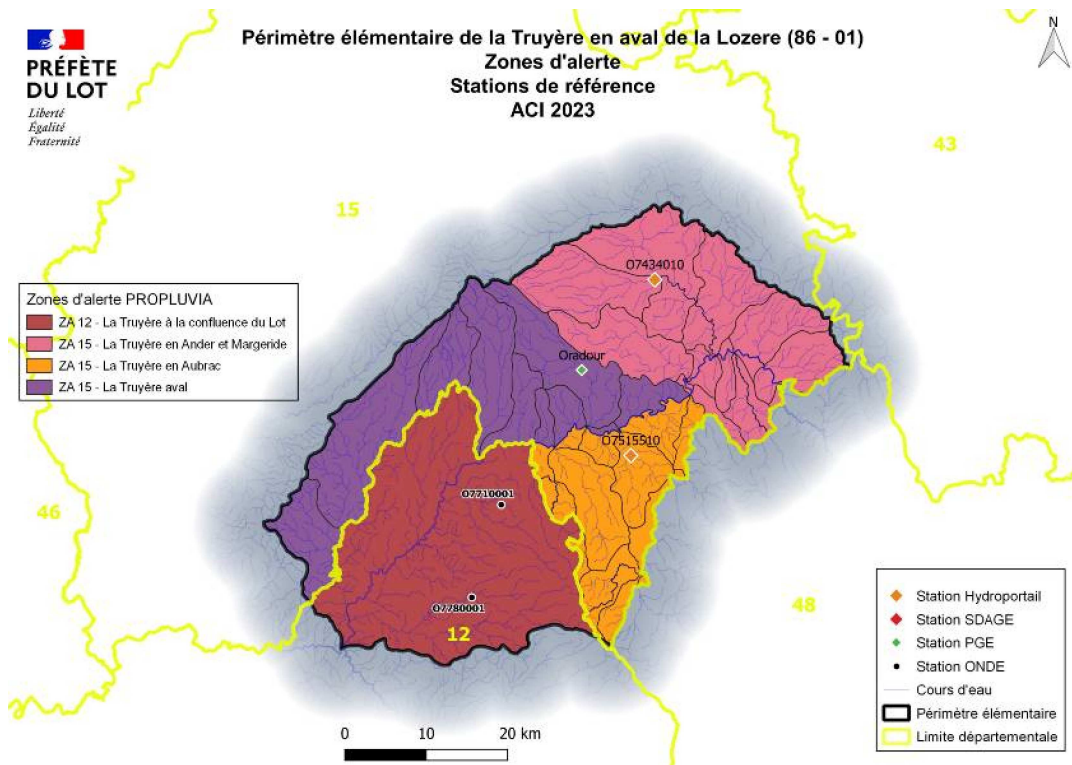 PRÉFÈTE
DU LOT
Liberté
Égalité
Fraternité
Périmètre élémentaire de la Truyère en aval de la Lozere (86 - 01)
Zones d'alerte
Stations de référence
ACI 2023
N
43
15
O7434010
Zones d'alerte PROPLUVIA
ZA 12 - La Truyère à la confluence du Lot
ZA 15 - La Truyère en Ander et Margeride
ZA 15 - La Truyère en Aubrac
ZA 15 - La Truyère aval
Oradour
O7515510
O7710001
46
O7780001
12
48
Station Hydroportail
Station SDAGE
Station PGE
Station ONDE
Cours d'eau
Périmètre élémentaire
Limite départementale
0 10 20 km